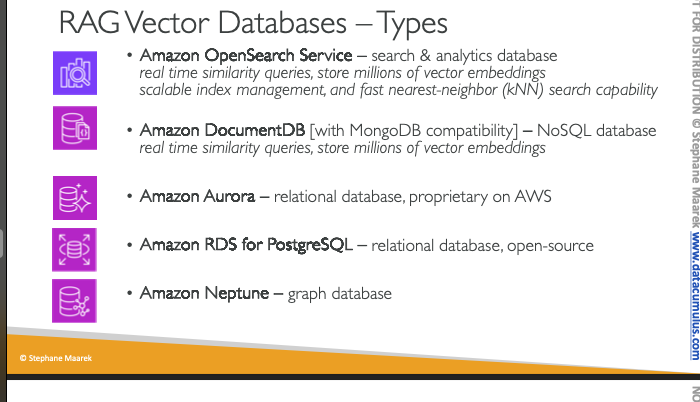 RAG Vector Databases – Types
• Amazon OpenSearch Service – search & analytics database
real time similarity queries, store millions of vector embeddings
scalable index management, and fast nearest-neighbor (kNN) search capability
• Amazon DocumentDB [with MongoDB compatibility] – NoSQL database
real time similarity queries, store millions of vector embeddings
• Amazon Aurora – relational database, proprietary on AWS
• Amazon RDS for PostgreSQL – relational database, open-source
• Amazon Neptune – graph database
© Stephane Maarek
FOR DISTRIBUTION © Stephane Maarek www.datacumulus.com